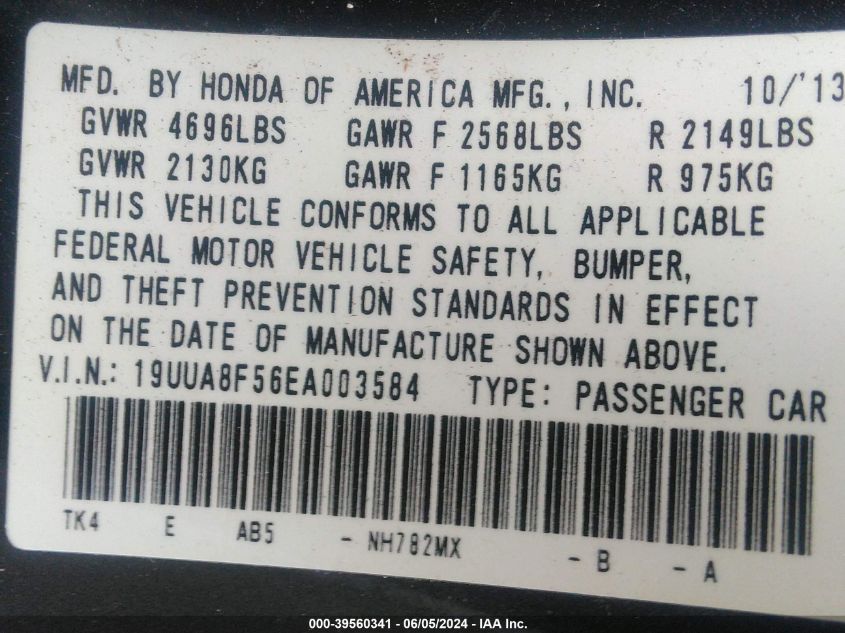 MFD. BY HONDA OF AMERICA MFG., INC. 10/'13
GVWR 4696LBS GAWR F 2568LBS R 2149LBS
GVWR 2130KG GAWR F 1165KG R 975KG
THIS VEHICLE CONFORMS TO ALL APPLICABLE
FEDERAL MOTOR VEHICLE SAFETY, BUMPER,
AND THEFT PREVENTION STANDARDS IN EFFECT
ON THE DATE OF MANUFACTURE SHOWN ABOVE.
V.I.N.: 19UUA8F56EA003584 TYPE: PASSENGER CAR
TK4 E AB5 - NH782MX - B - A
000-39560341 - 06/05/2024 - IAA Inc.